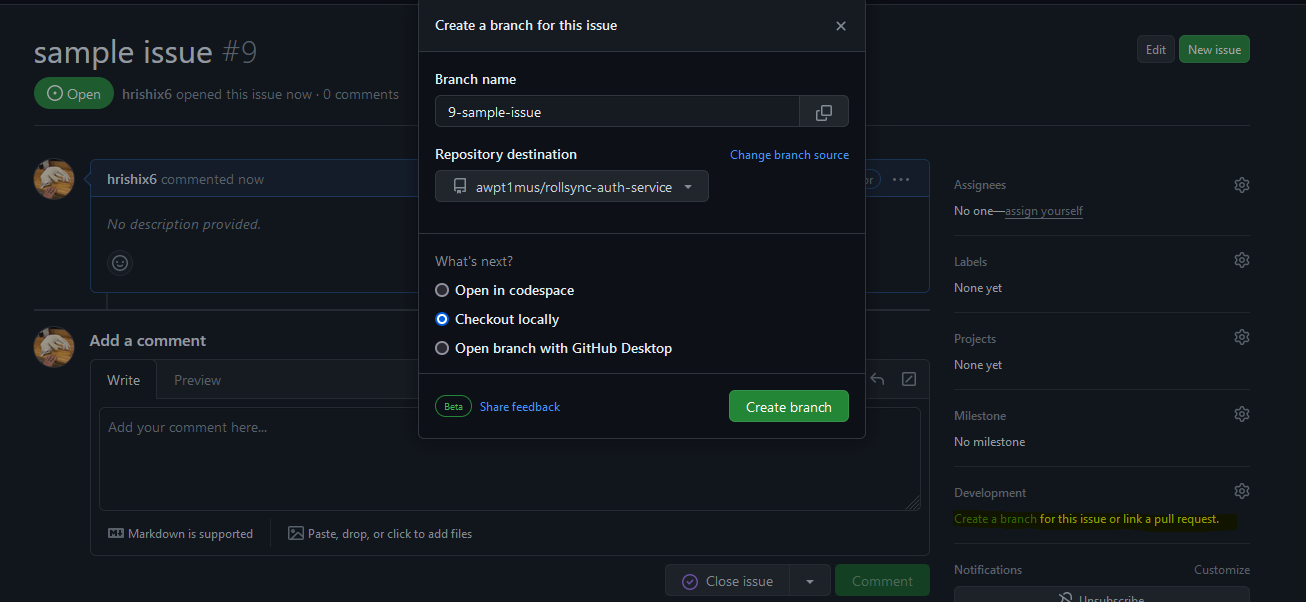 sample issue #9
Edit
New issue
Open
hrishix6 opened this issue now · 0 comments
hrishix6 commented now
No description provided.
Add a comment
Write
Preview
Add your comment here...
Markdown is supported
Paste, drop, or click to add files
Close issue
Comment
Create a branch for this issue
Branch name
9-sample-issue
Repository destination
Change branch source
awpt1mus/rollsync-auth-service
What's next?
Open in codespace
Checkout locally
Open branch with GitHub Desktop
Beta
Share feedback
Create branch
Assignees
No one—assign yourself
Labels
None yet
Projects
None yet
Milestone
No milestone
Development
Create a branch for this issue or link a pull request.
Notifications
Customize
Unsubscribe